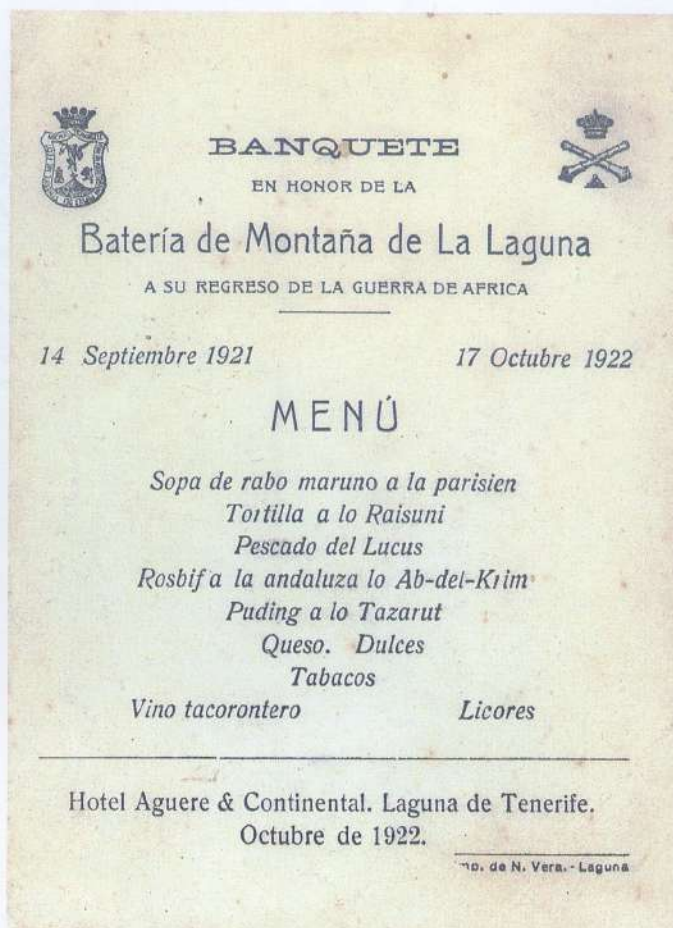 BANQUETE
EN HONOR DE LA
Batería de Montaña de La Laguna
A SU REGRESO DE LA GUERRA DE AFRICA
14 Septiembre 1921 17 Octubre 1922
MENÚ
Sopa de rabo maruno a la parisien
Tortilla a lo Raisuni
Pescado del Lucus
Rosbif a la andaluza lo Ab-del-Krim
Puding a lo Tazarut
Queso. Dulces
Tabacos
Vino tacorontero Licores
Hotel Aguere & Continental. Laguna de Tenerife.
Octubre de 1922.
de N. Vera. - Laguna